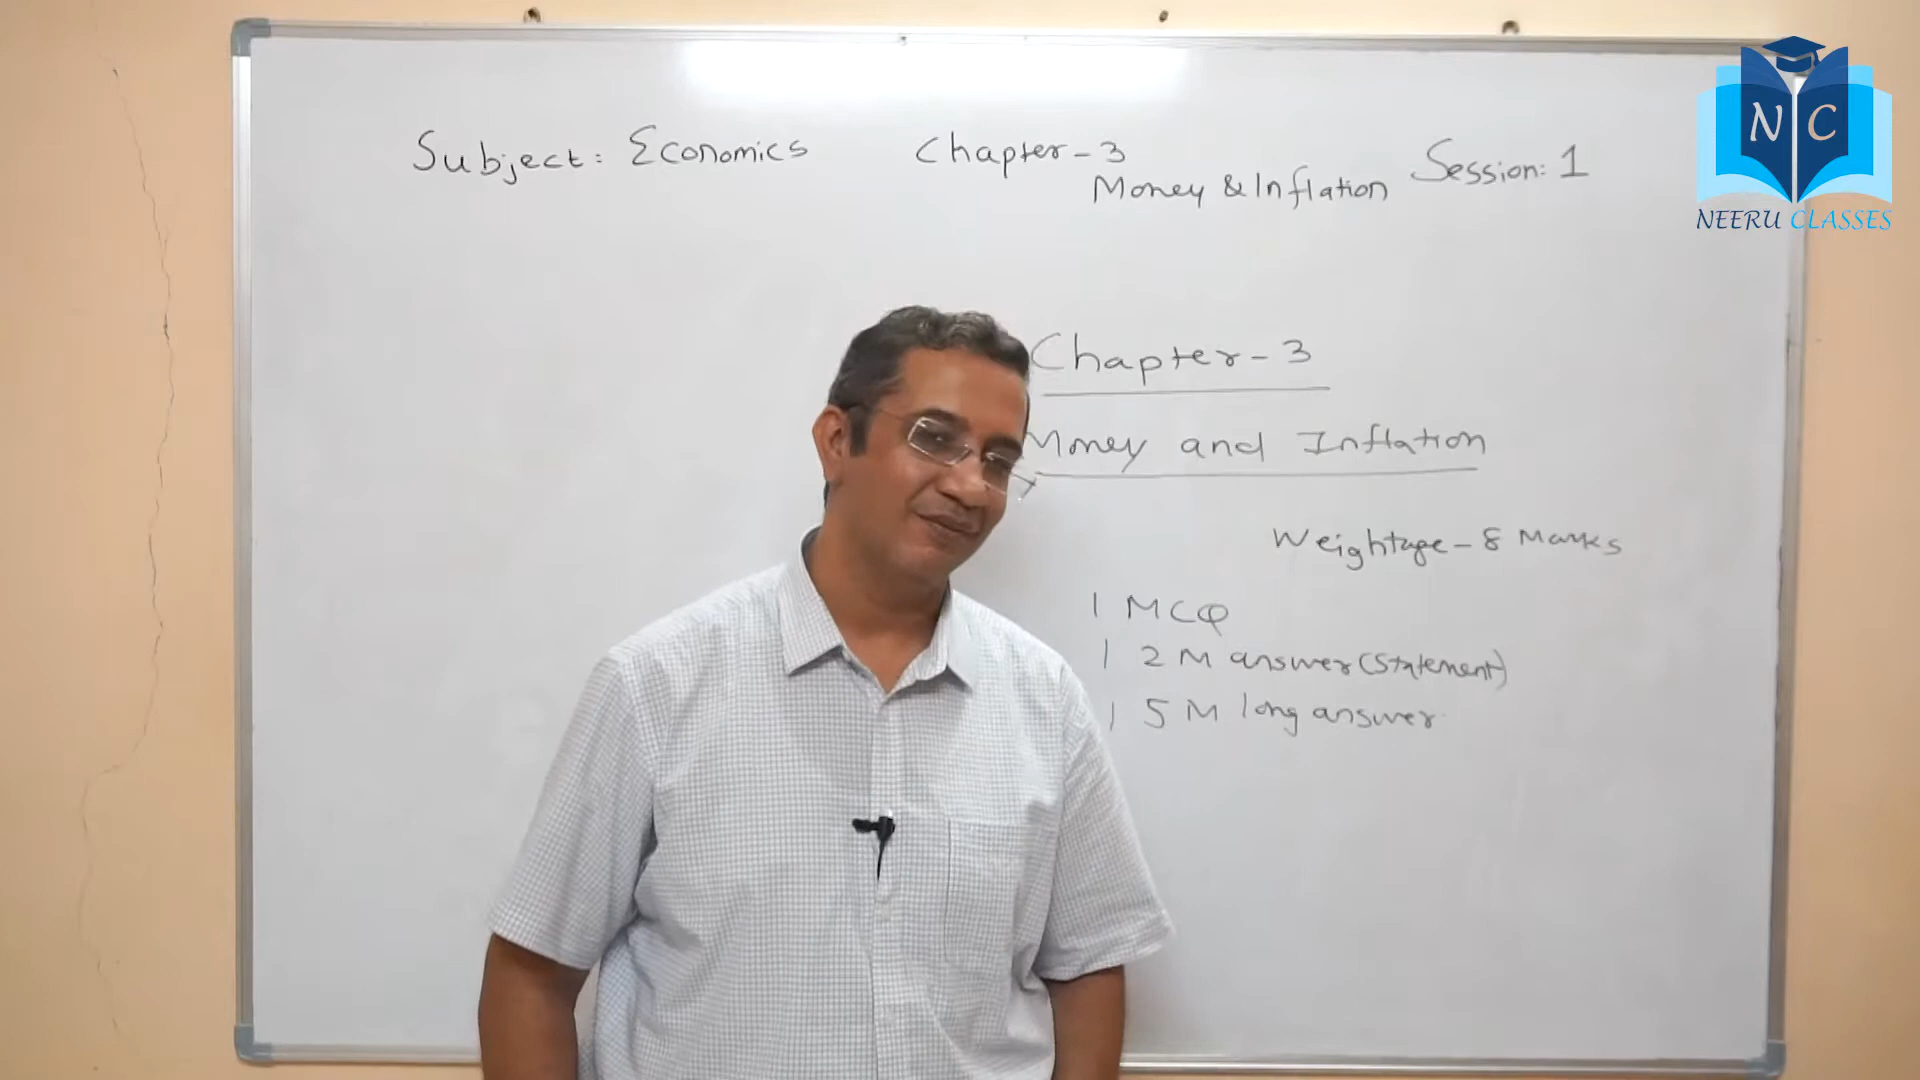 Subject: Economics Chapter-3 Session: 1
Money & Inflation
N C
NEERU CLASSES
Chapter-3
Money and Inflation
Weightage-8 Marks
1 MCQ
1 2 M answer (Statement)
1 5 M long answer